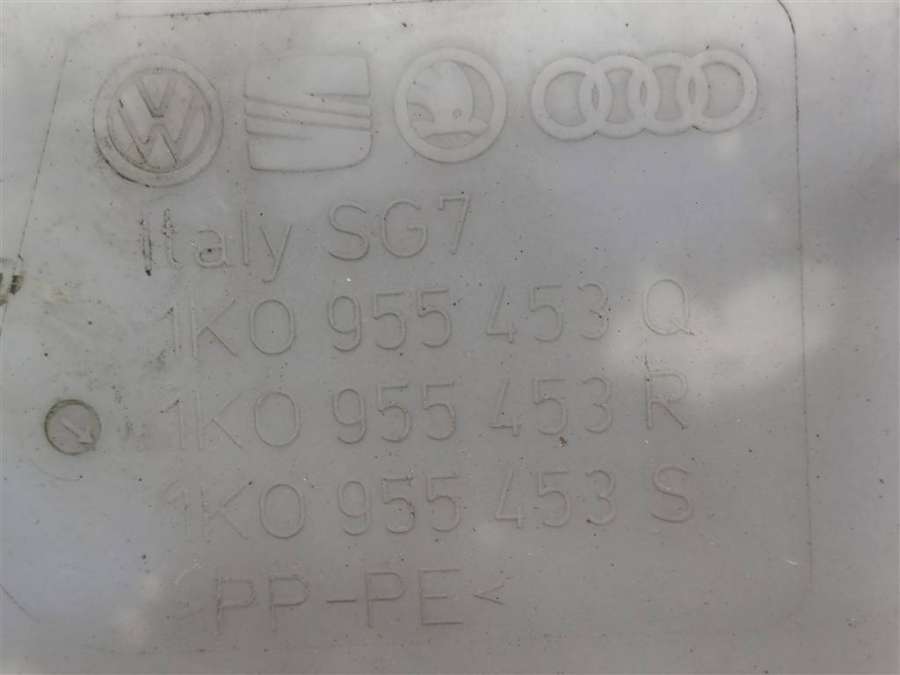 Italy SG7
1K0 955 453 Q
1K0 955 453 R
1K0 955 453 S
>PP-PE<